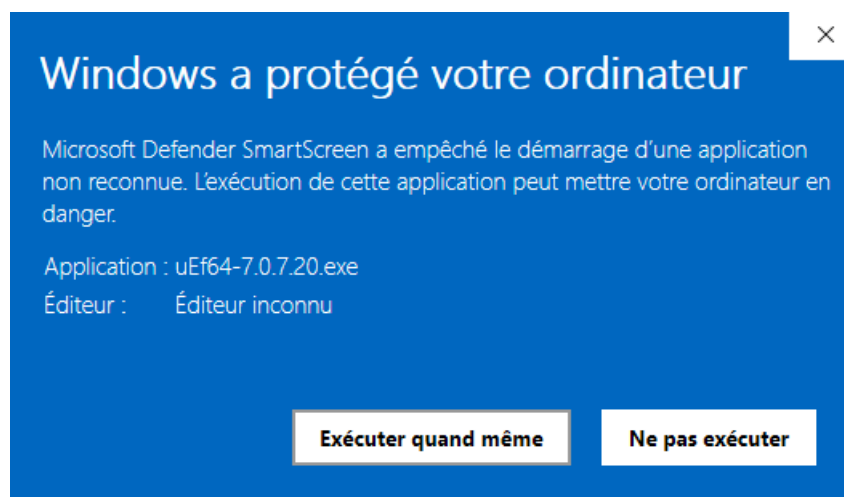 Windows a protégé votre ordinateur
Microsoft Defender SmartScreen a empêché le démarrage d’une application
non reconnue. L’exécution de cette application peut mettre votre ordinateur en
danger.
Application : uEf64-7.0.7.20.exe
Éditeur : Éditeur inconnu
Exécuter quand même Ne pas exécuter